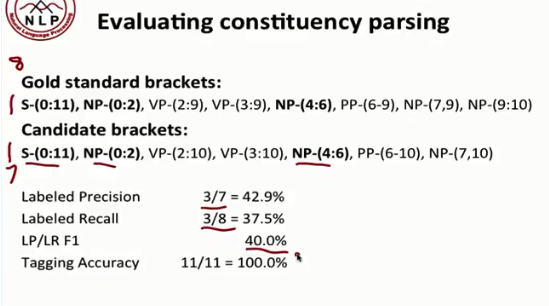 NLP
Evaluating constituency parsing
8
Gold standard brackets:
S-(0:11), NP-(0:2), VP-(2:9), VP-(3:9), NP-(4:6), PP-(6-9), NP-(7,9), NP-(9:10)
Candidate brackets:
S-(0:11), NP-(0:2), VP-(2:10), VP-(3:10), NP-(4:6), PP-(6-10), NP-(7,10)
7
Labeled Precision 3/7 = 42.9%
Labeled Recall 3/8 = 37.5%
LP/LR F1 40.0%
Tagging Accuracy 11/11 = 100.0%